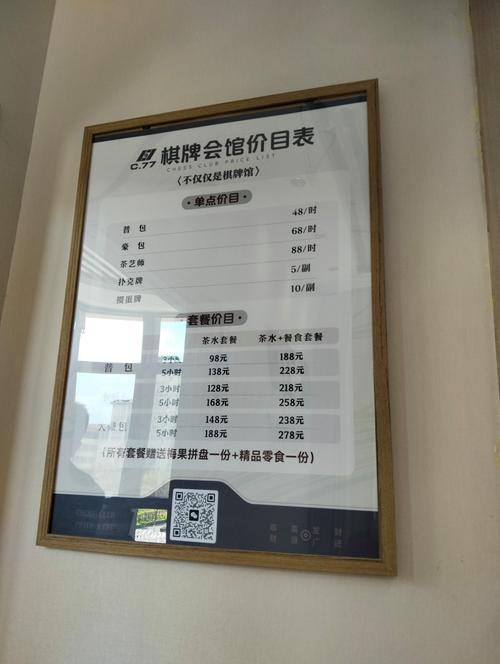 C.77 棋牌会馆价目表
CHESS CLUB PRICE LIST
〈不仅仅是棋牌馆〉
单点价目
普 包 48/时
豪 包 68/时
茶艺师 88/时
扑克牌 5/副
掼蛋牌 10/副
套餐价目
茶水套餐 茶水+餐食套餐
3小时 98元 188元
普 包 5小时 138元 228元
3小时 128元 218元
5小时 168元 258元
3小时 148元 238元
包 5小时 188元 278元
(所有套餐赠送梅果拼盘一份+精品零食一份)